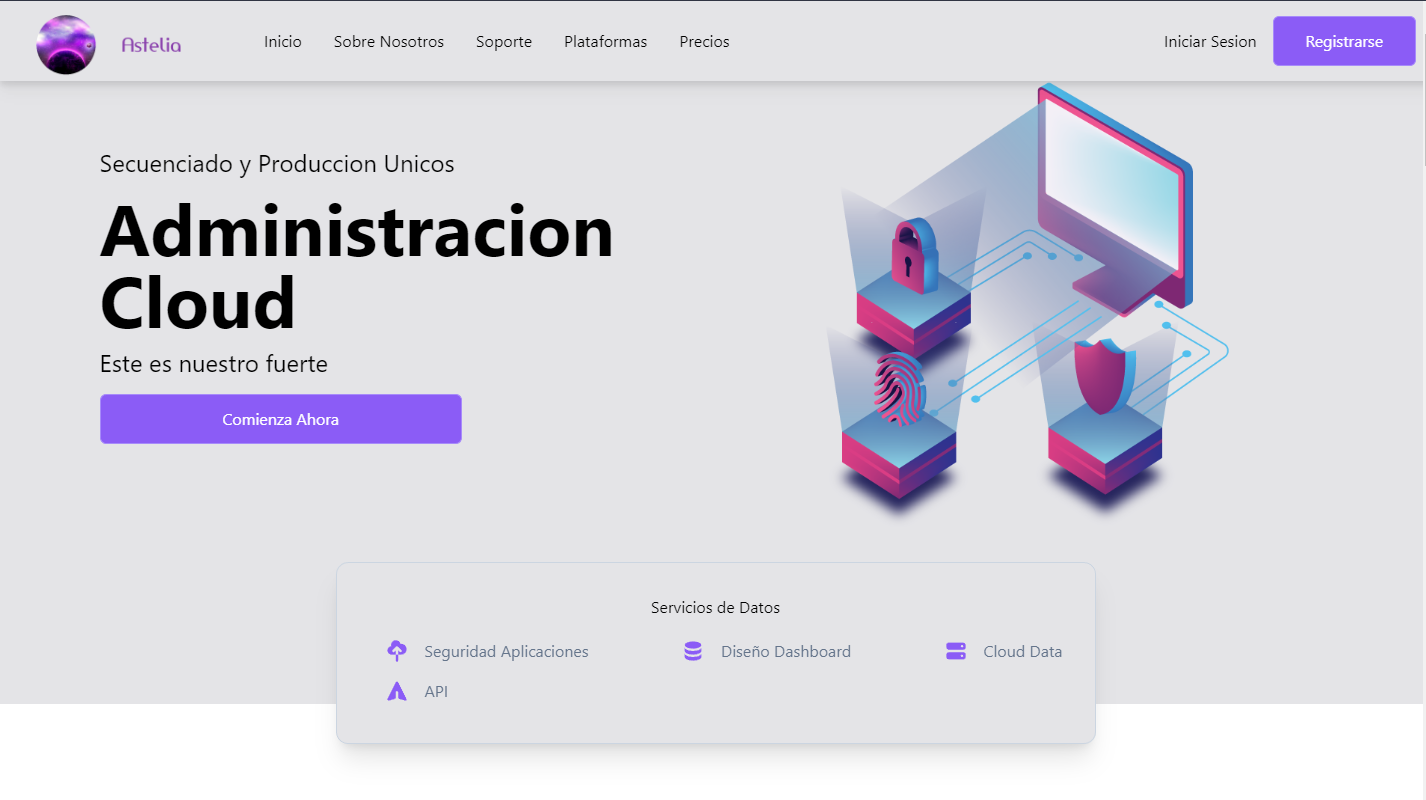 Astelia
Inicio
Sobre Nosotros
Soporte
Plataformas
Precios
Iniciar Sesion
Registrarse
Secuenciado y Produccion Unicos
Administracion
Cloud
Este es nuestro fuerte
Comienza Ahora
Servicios de Datos
Seguridad Aplicaciones
Diseño Dashboard
Cloud Data
API